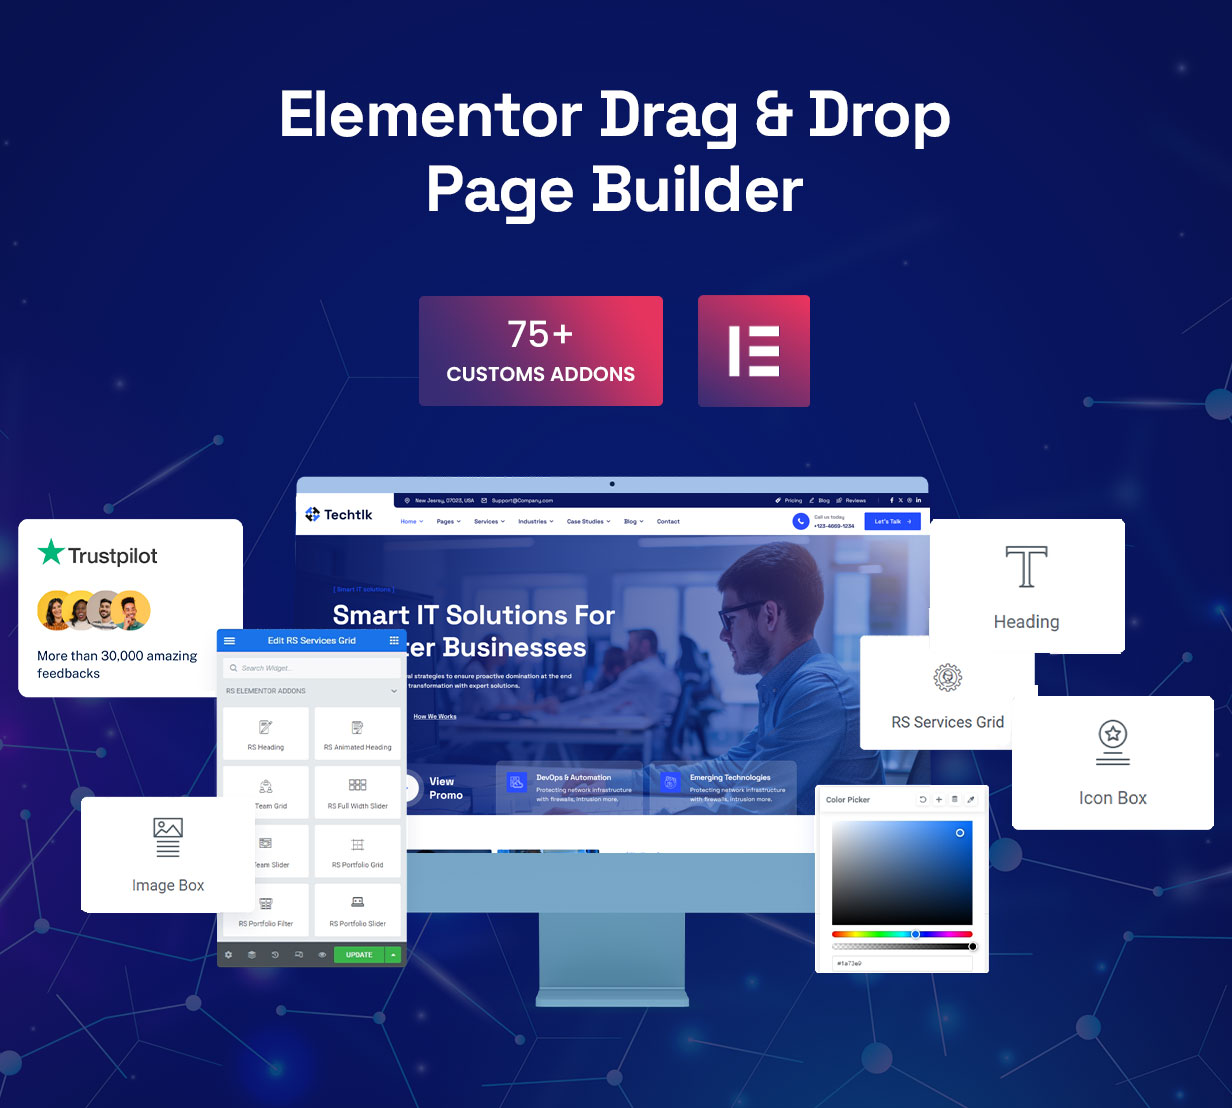 Elementor Drag & Drop
Page Builder
75+
CUSTOMS ADDONS
New Jesrsy, 07023, USA
Support@Company.com
Pricing
Blog
Reviews
Techtlk
Home
Pages
Services
Industries
Case Studies
Blog
Contact
Call us today
+123-4669-1234
Let's Talk
[Smart IT solutions]
Smart IT Solutions For
ter Businesses
al strategies to ensure proactive domination at the end
transformation with expert solutions.
How We Works
View
Promo
DevOps & Automation
Protecting network infrastructure
with firewalls, intrusion more.
Emerging Technologies
Protecting network infrastructure
with firewalls, intrusion more.
Trustpilot
More than 30,000 amazing
feedbacks
Edit RS Services Grid
Search Widget...
RS ELEMENTOR ADDONS
RS Heading
RS Animated Heading
Team Grid
RS Full Width Slider
Team Slider
RS Portfolio Grid
RS Portfolio Filter
RS Portfolio Slider
UPDATE
Image Box
Heading
RS Services Grid
Icon Box
Color Picker
#1a73e9